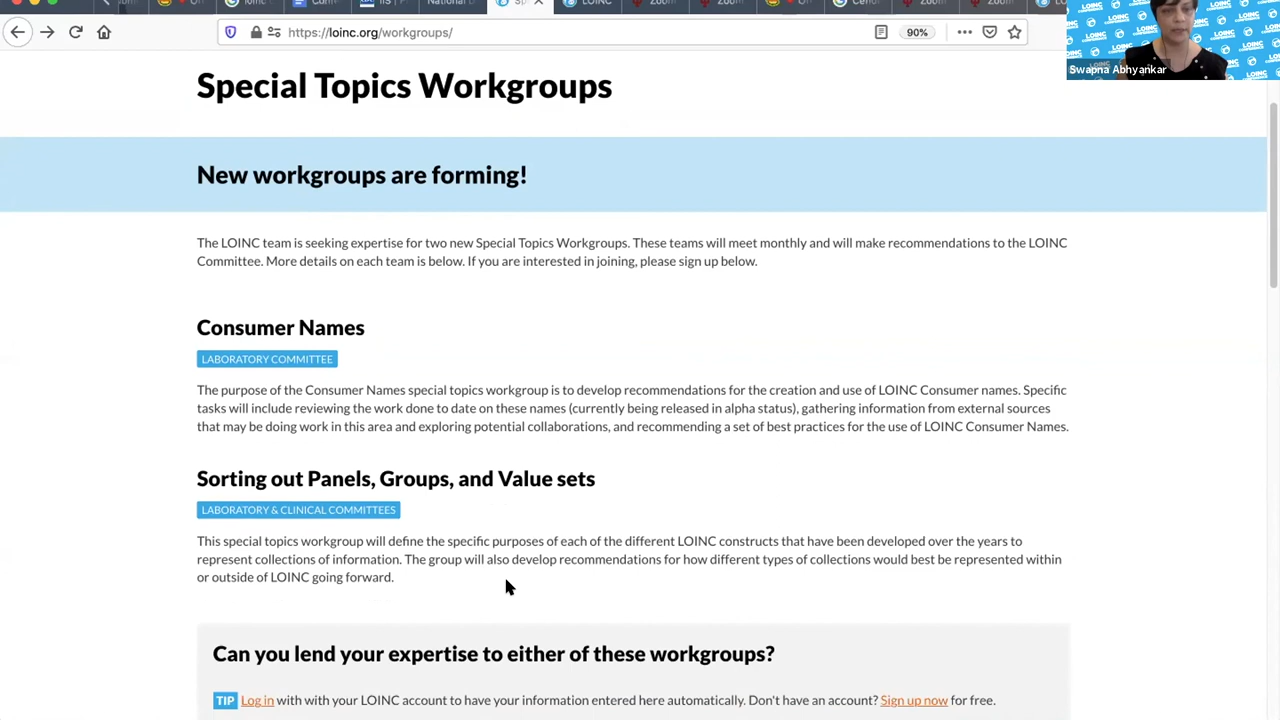 https://loinc.org/workgroups/
90%
Swapna Abhyankar
Special Topics Workgroups
New workgroups are forming!
The LOINC team is seeking expertise for two new Special Topics Workgroups. These teams will meet monthly and will make recommendations to the LOINC
Committee. More details on each team is below. If you are interested in joining, please sign up below.
Consumer Names
LABORATORY COMMITTEE
The purpose of the Consumer Names special topics workgroup is to develop recommendations for the creation and use of LOINC Consumer names. Specific
tasks will include reviewing the work done to date on these names (currently being released in alpha status), gathering information from external sources
that may be doing work in this area and exploring potential collaborations, and recommending a set of best practices for the use of LOINC Consumer Names.
Sorting out Panels, Groups, and Value sets
LABORATORY & CLINICAL COMMITTEES
This special topics workgroup will define the specific purposes of each of the different LOINC constructs that have been developed over the years to
represent collections of information. The group will also develop recommendations for how different types of collections would best be represented within
or outside of LOINC going forward.
Can you lend your expertise to either of these workgroups?
TIP Log in with with your LOINC account to have your information entered here automatically. Don't have an account? Sign up now for free.